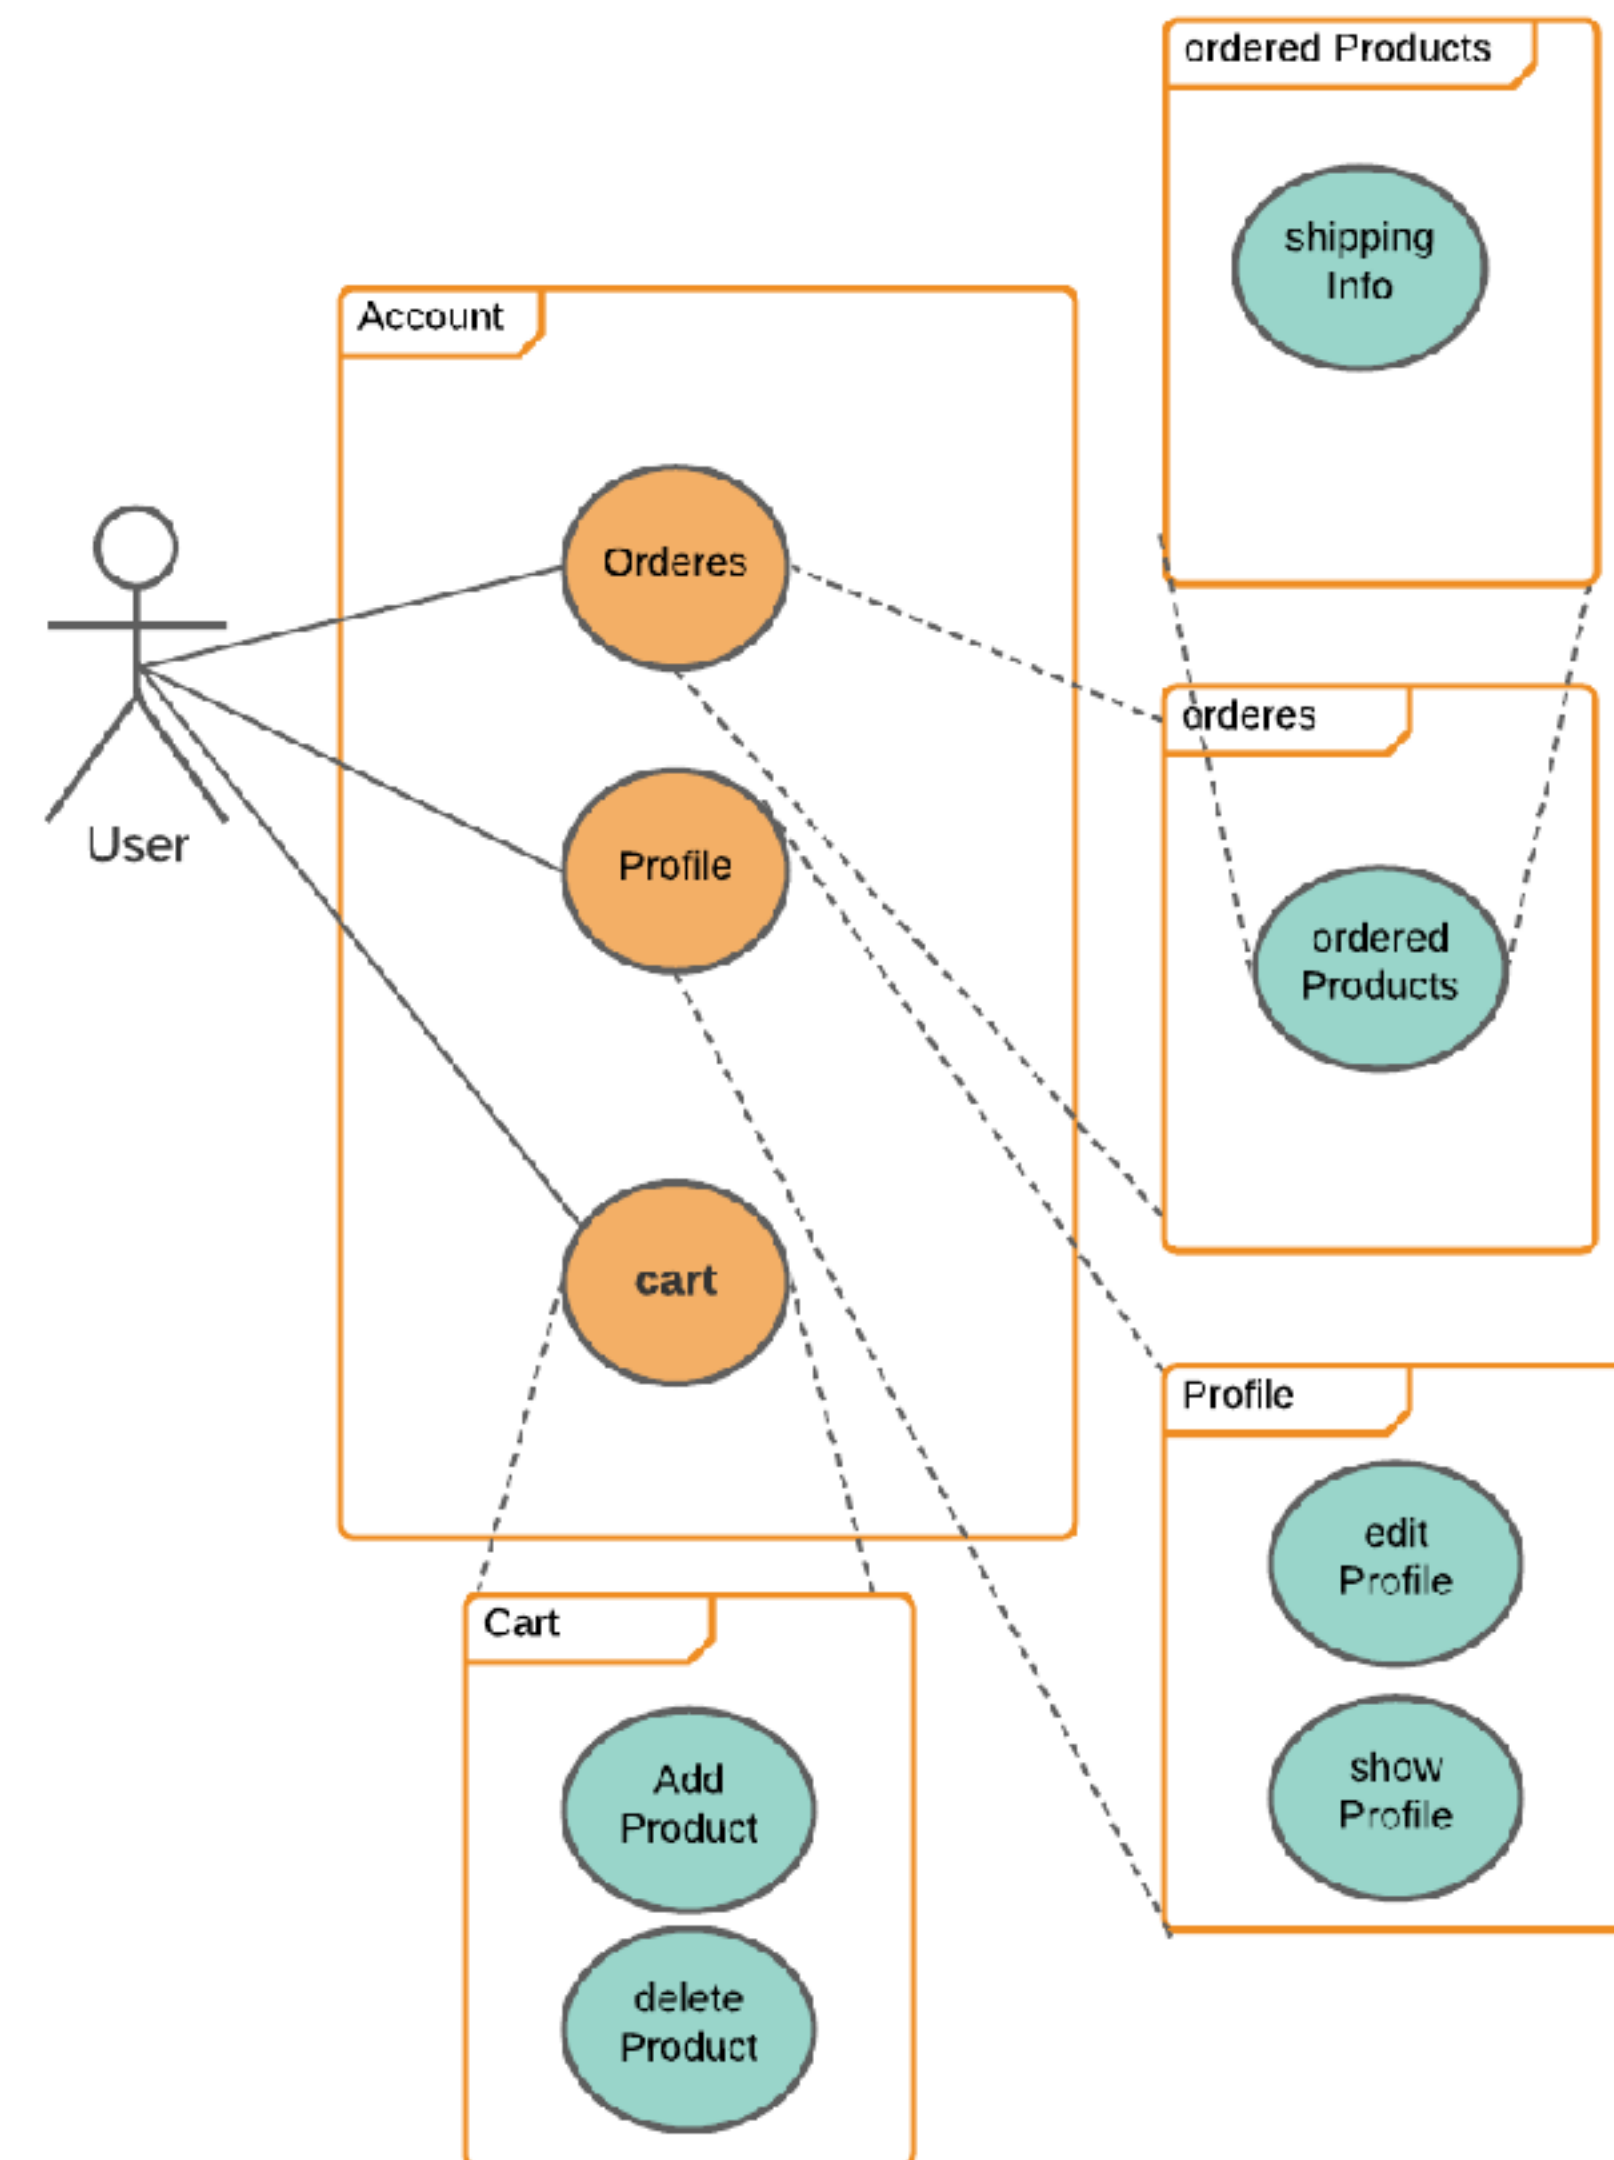 ordered Products
shipping
Info
Account
Orderes
orderes
User
Profile
ordered
Products
cart
Profile
edit
Profile
Cart
show
Profile
Add
Product
delete
Product